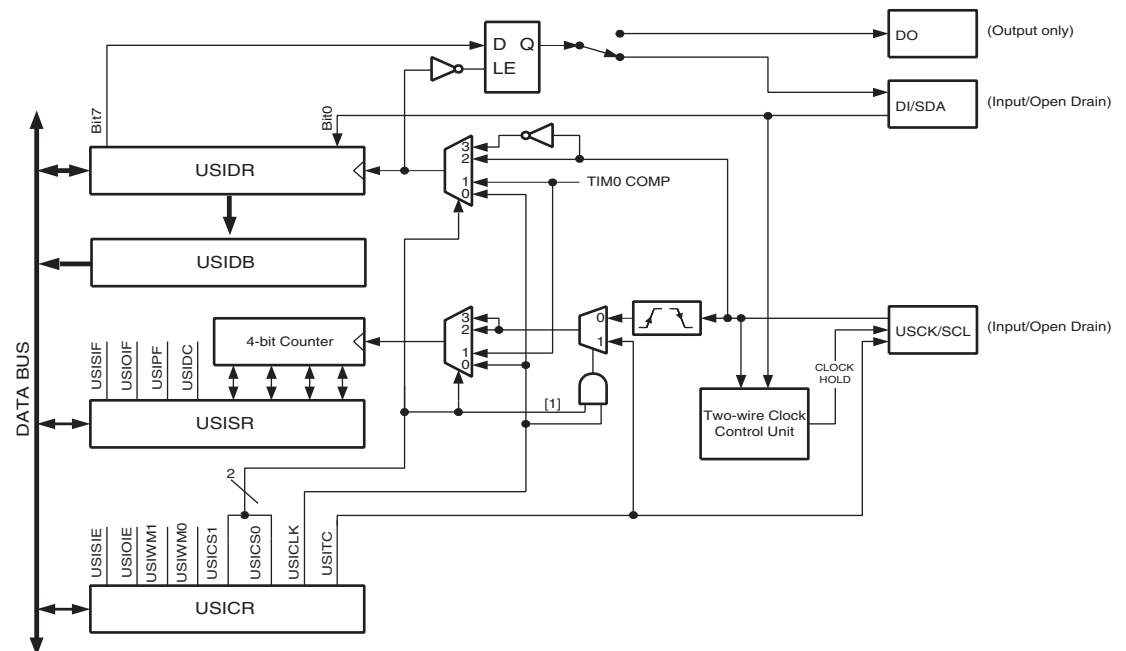 D Q
LE
DO
(Output only)
DI/SDA
(Input/Open Drain)
Bit7
Bit0
USIDR
3
2
1
0
TIM0 COMP
USIDB
DATA BUS
4-bit Counter
3
2
1
0
0
1
USCK/SCL
(Input/Open Drain)
CLOCK
HOLD
USISIF
USIOIF
USIPF
USIDC
[1]
Two-wire Clock
Control Unit
USISR
2
USISIE
USIOIE
USIWM1
USIWM0
USICS1
USICS0
USICLK
USITC
USICR